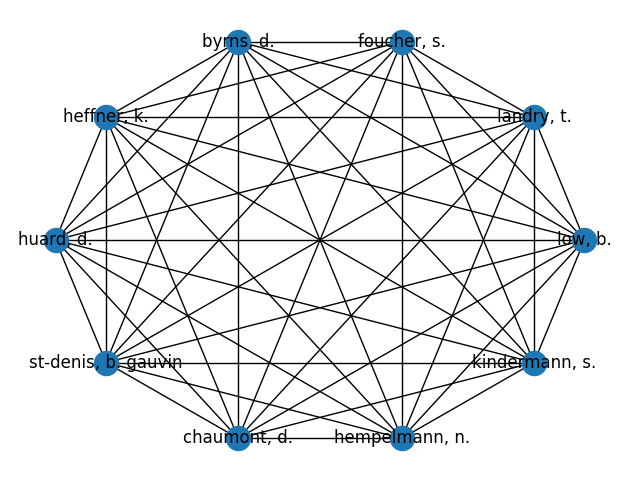 byrns, d.
foucher, s.
heffner, k.
landry, t.
huard, d.
low, b.
st-denis, b. gauvin
kindermann, s.
chaumont, d.
hempelmann, n.